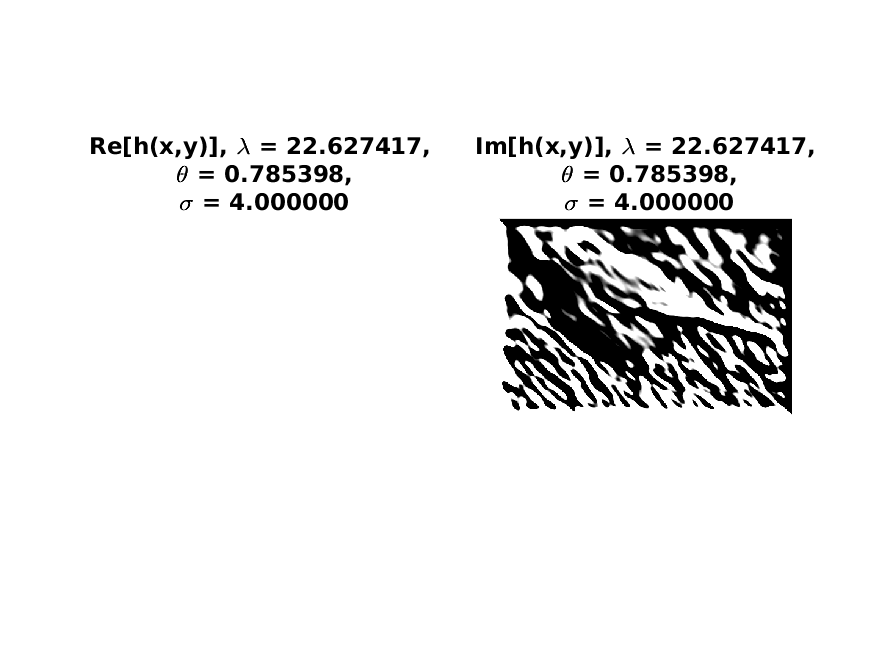 Re[h(x,y)], λ = 22.627417,
θ = 0.785398,
σ = 4.000000
Im[h(x,y)], λ = 22.627417,
θ = 0.785398,
σ = 4.000000